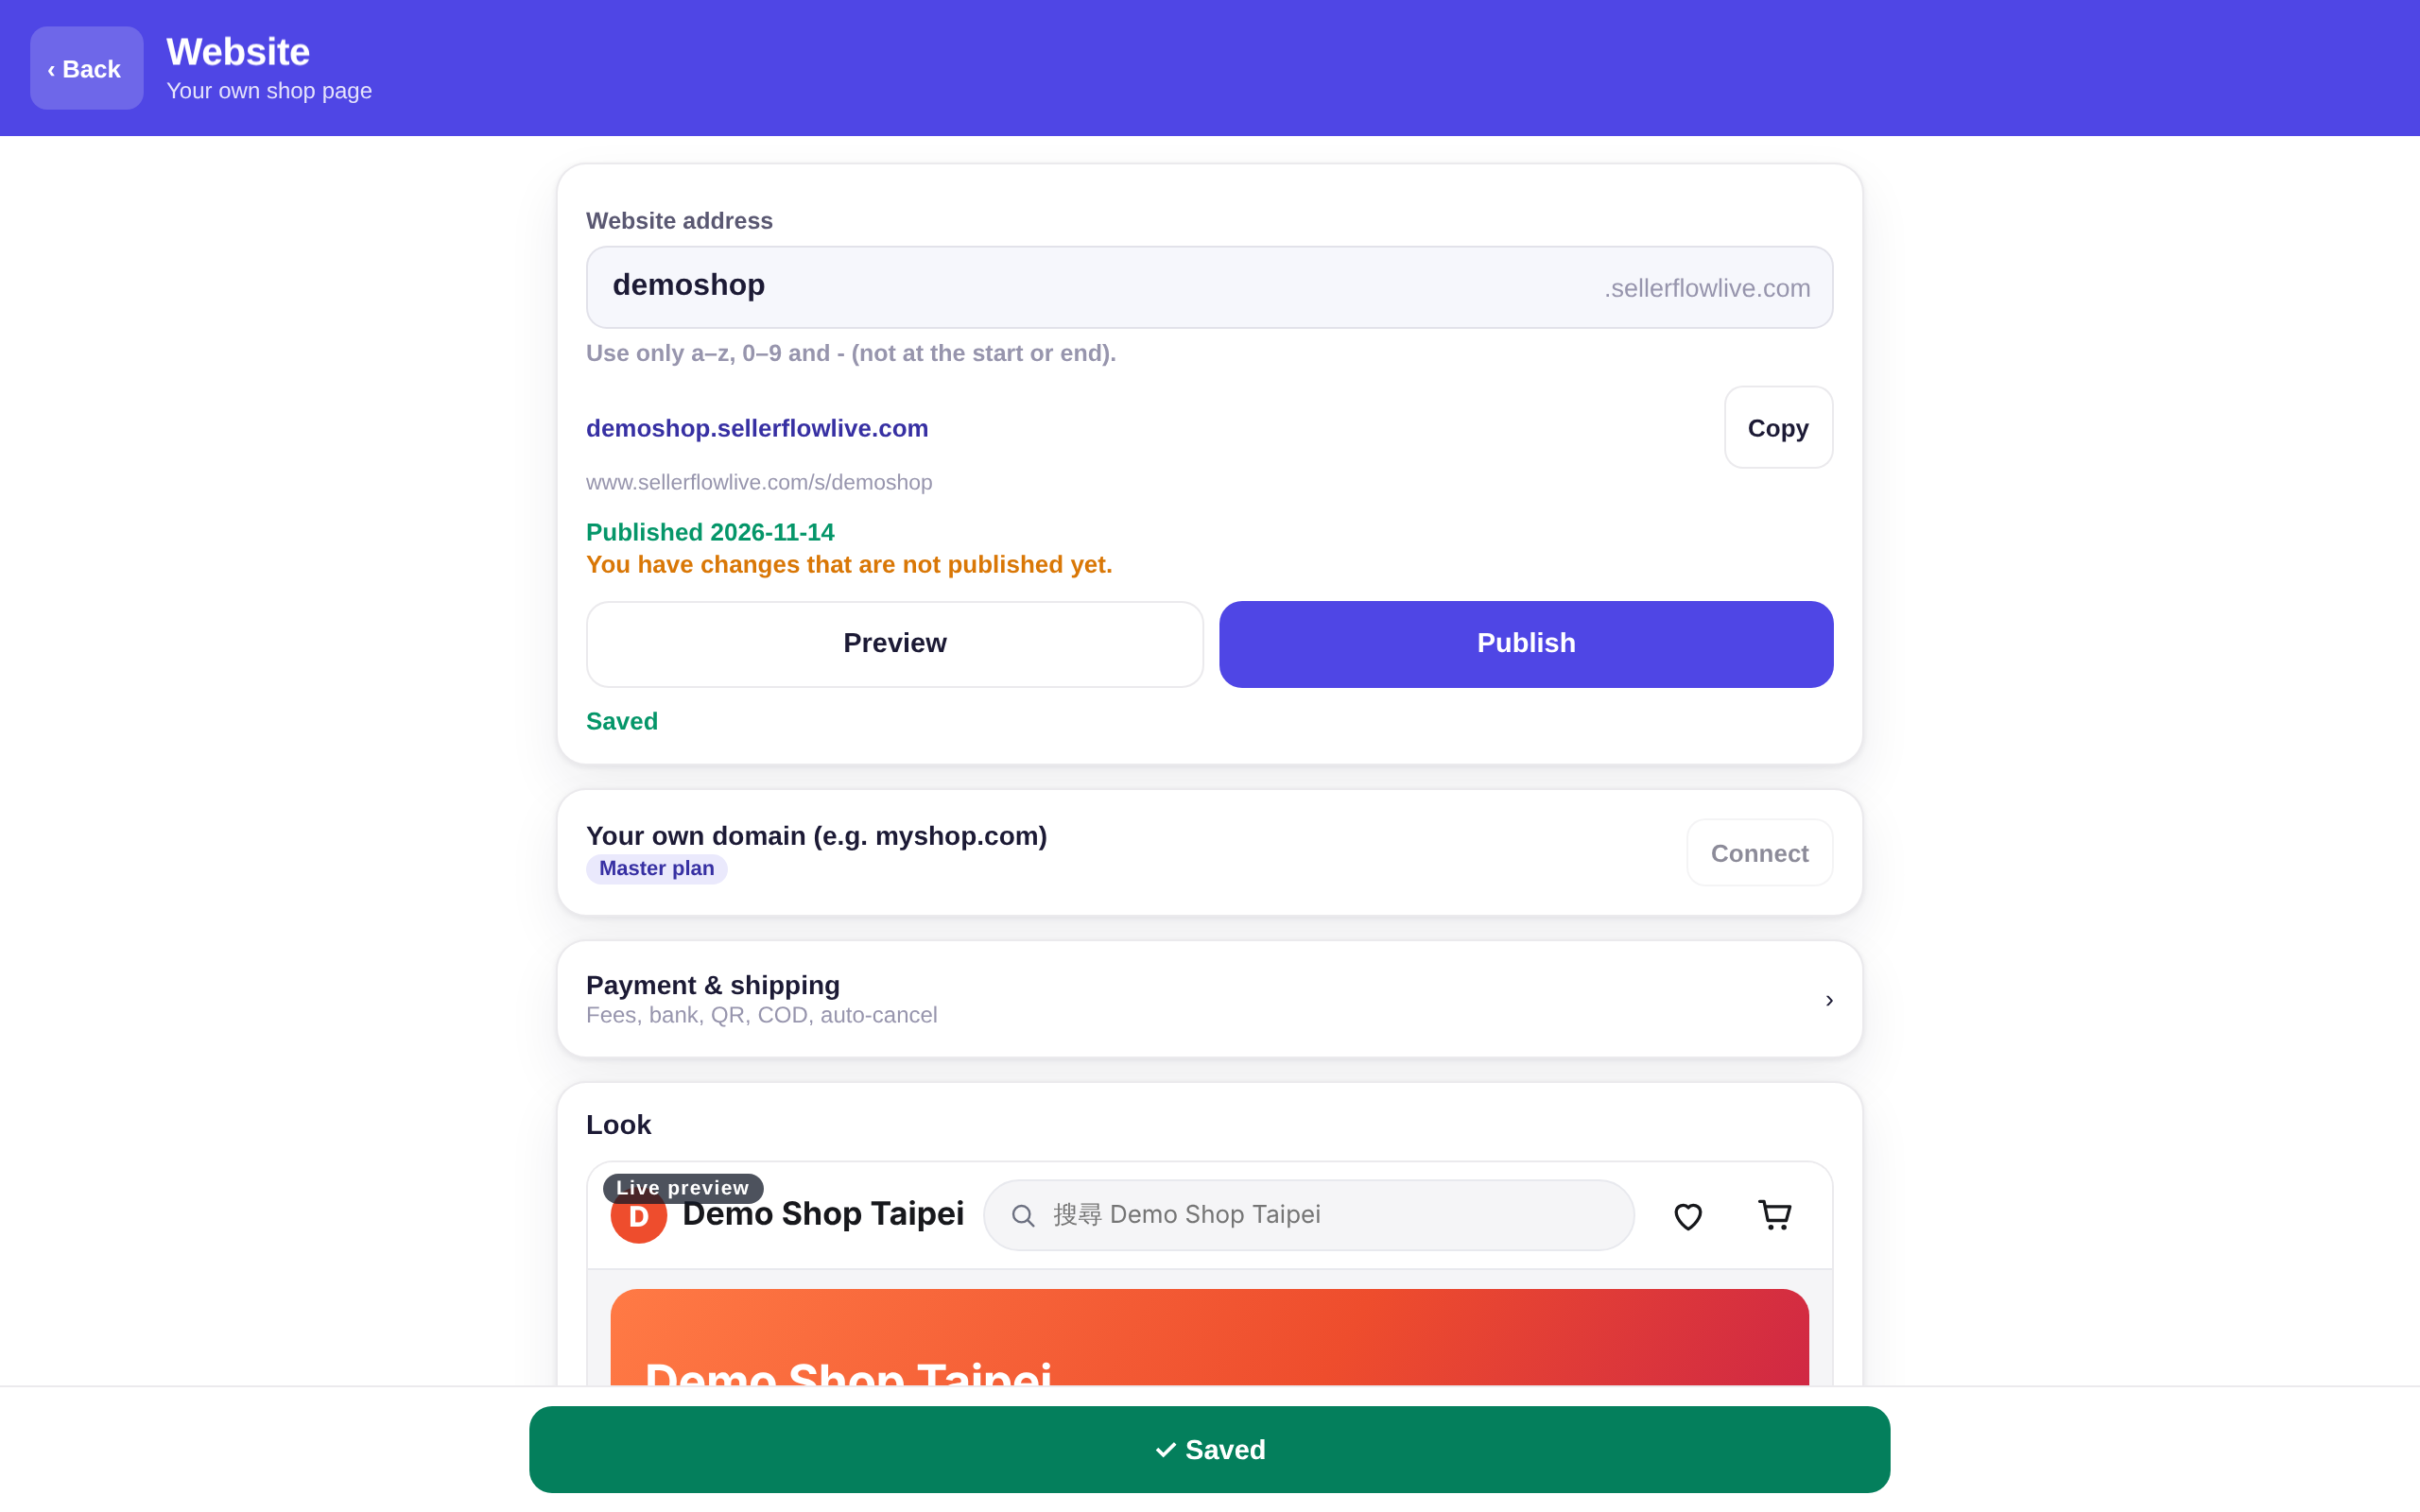 ‹ Back
Website
Your own shop page
Website address
demoshop
.sellerflowlive.com
Use only a–z, 0–9 and - (not at the start or end).
demoshop.sellerflowlive.com
Copy
www.sellerflowlive.com/s/demoshop
Published 2026-11-14
You have changes that are not published yet.
Preview
Publish
Saved
Your own domain (e.g. myshop.com)
Master plan
Connect
Payment & shipping
Fees, bank, QR, COD, auto-cancel
›
Look
Live preview
D
Demo Shop Taipei
搜尋 Demo Shop Taipei
Demo Shop Taipei
✓ Saved